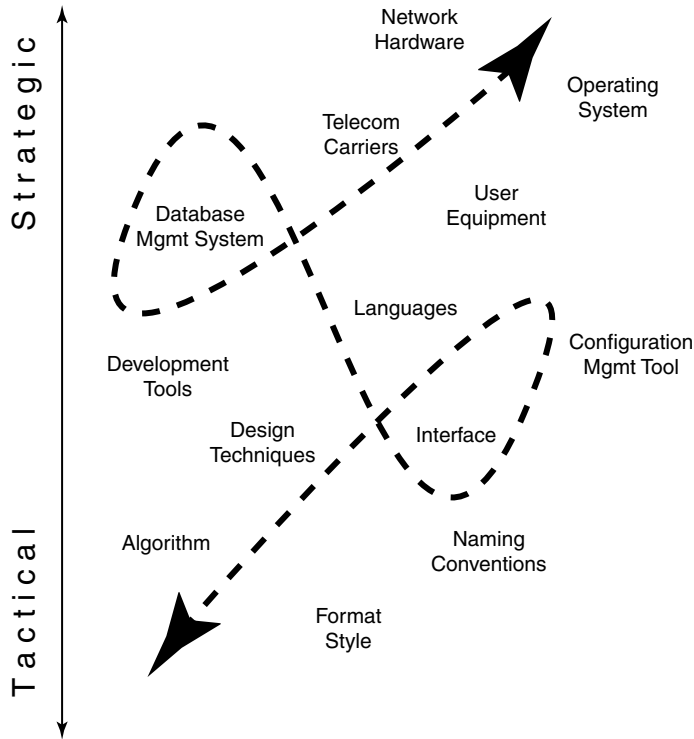 Strategic
Tactical
Network
Hardware
Operating
System
Telecom
Carriers
User
Equipment
Database
Mgmt System
Languages
Configuration
Mgmt Tool
Development
Tools
Design
Techniques
Interface
Algorithm
Naming
Conventions
Format
Style